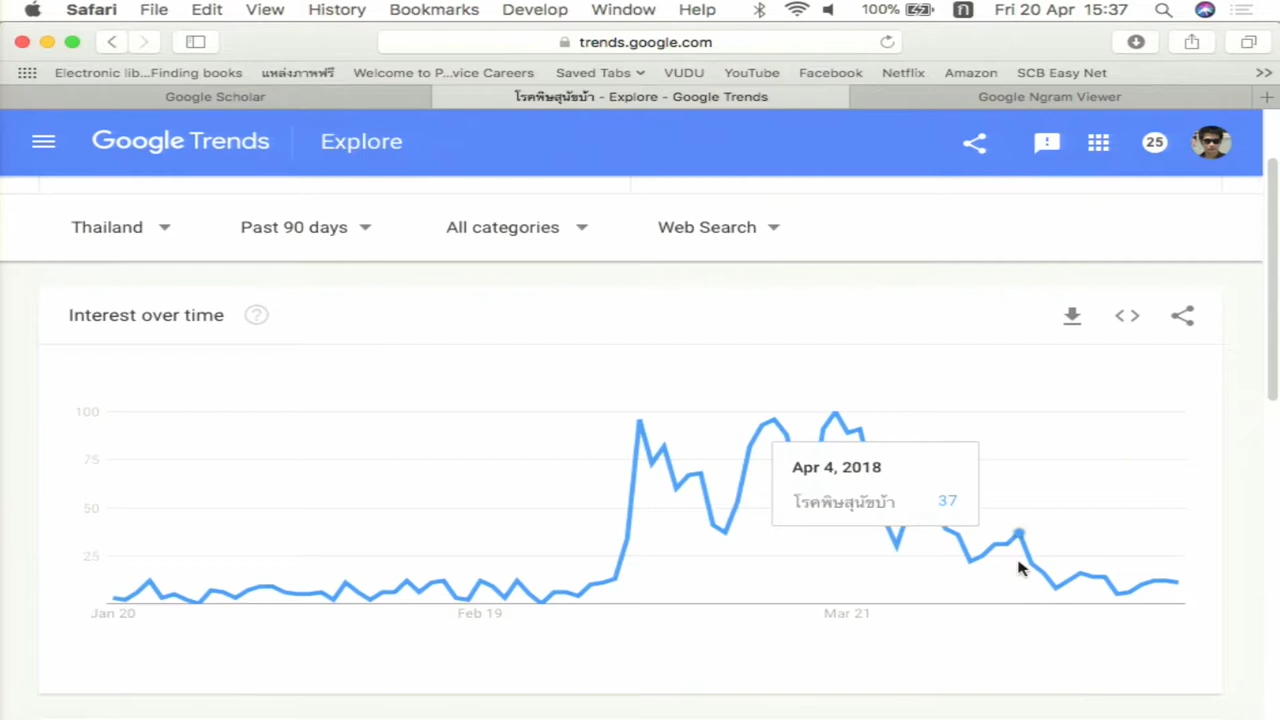 Safari File Edit View History Bookmarks Develop Window Help 100% ก Fri 20 Apr 15:37
trends.google.com
Electronic lib...Finding books แหล่งภาพฟรี Welcome to P...vice Careers Saved Tabs VUDU YouTube Facebook Netflix Amazon SCB Easy Net >>
Google Scholar โรคพิษสุนัขบ้า - Explore - Google Trends Google Ngram Viewer +
Google Trends Explore 25
Thailand Past 90 days All categories Web Search
Interest over time ?
100
75
50
25
Apr 4, 2018
โรคพิษสุนัขบ้า 37
Jan 20 Feb 19 Mar 21